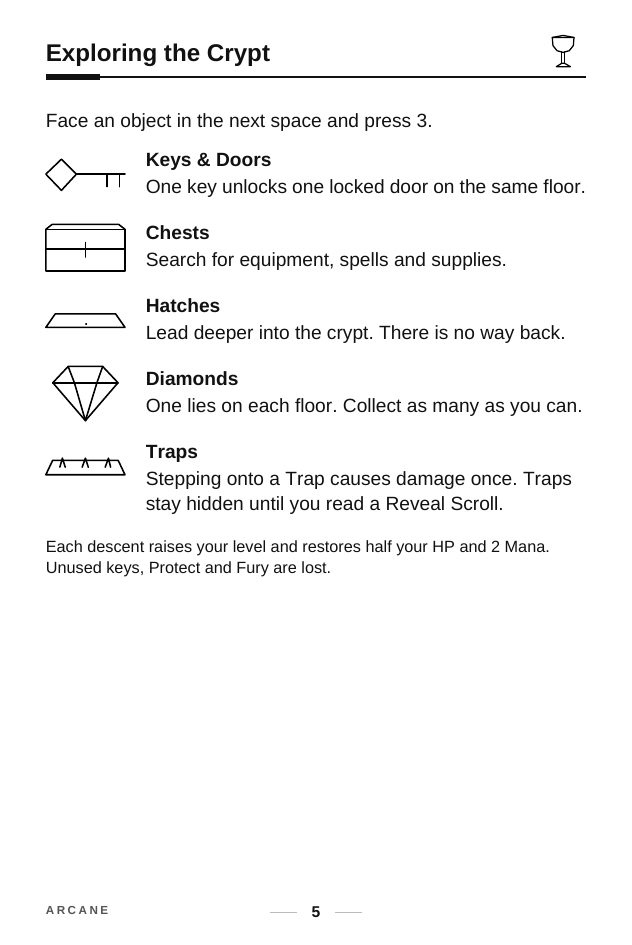 Exploring the Crypt
Face an object in the next space and press 3.
Keys & Doors
One key unlocks one locked door on the same floor.
Chests
Search for equipment, spells and supplies.
Hatches
Lead deeper into the crypt. There is no way back.
Diamonds
One lies on each floor. Collect as many as you can.
Traps
Stepping onto a Trap causes damage once. Traps
stay hidden until you read a Reveal Scroll.
Each descent raises your level and restores half your HP and 2 Mana.
Unused keys, Protect and Fury are lost.
ARCANE
5